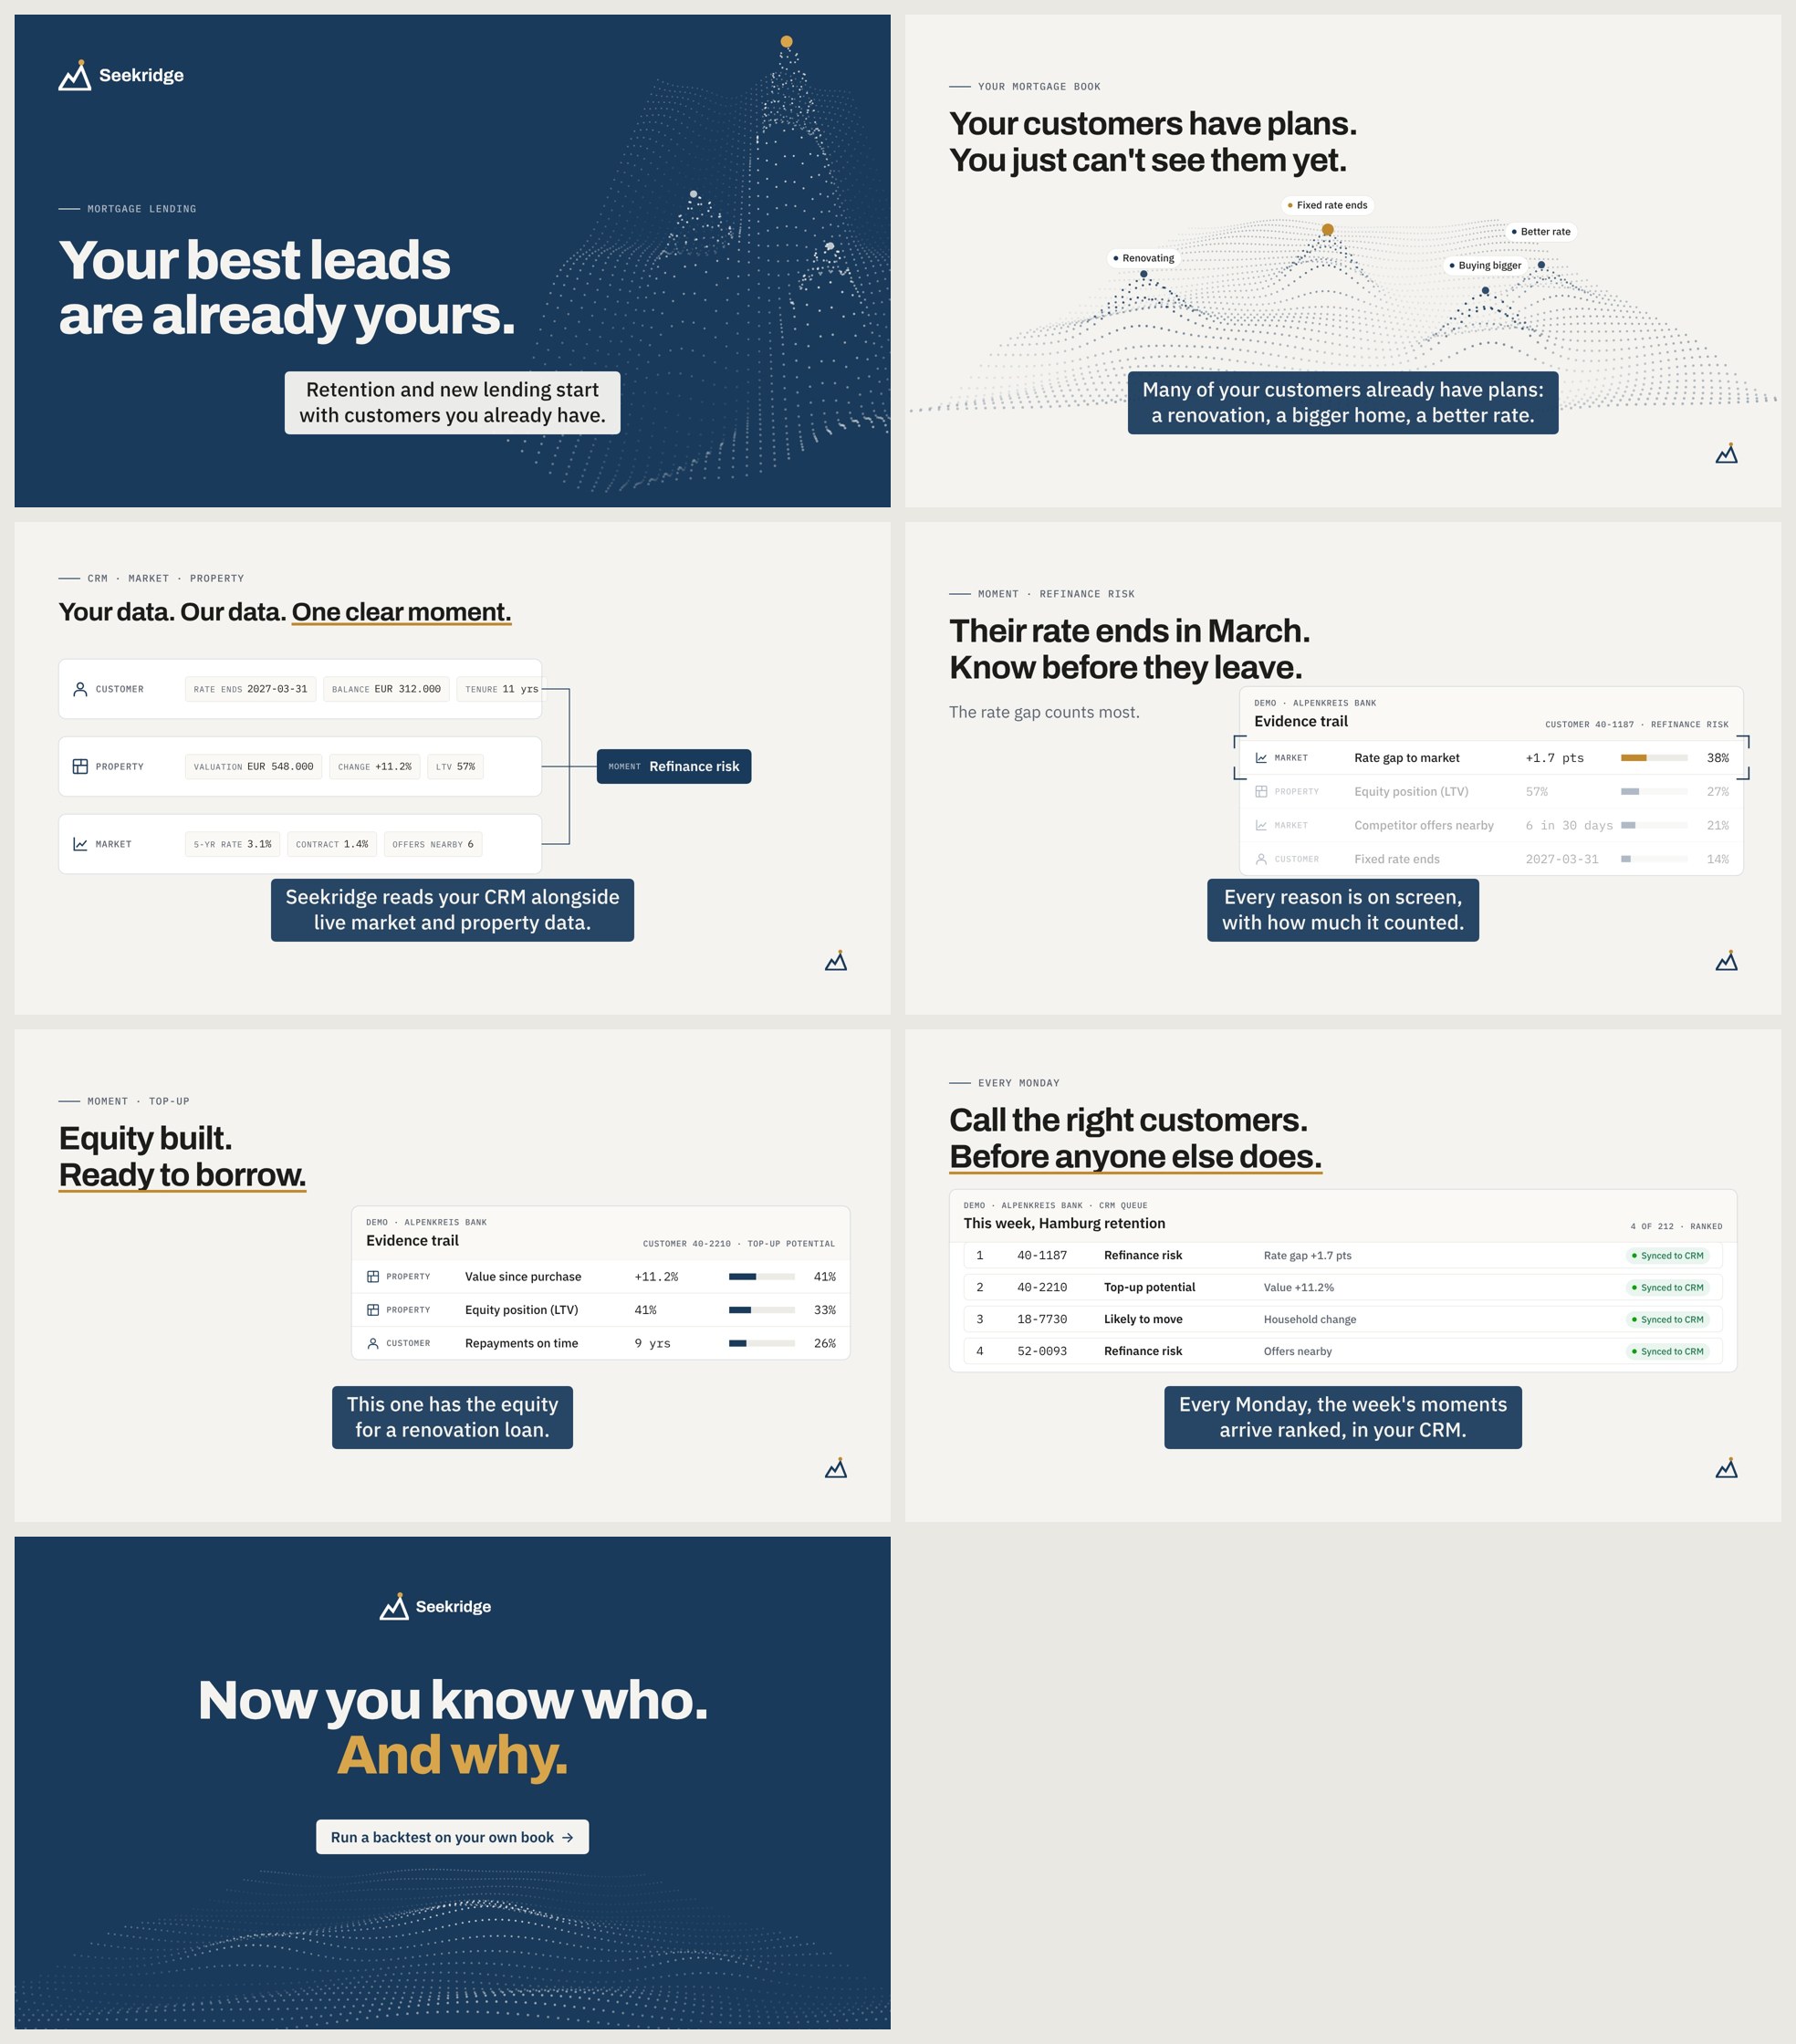 Seekridge
MORTGAGE LENDING
Your best leads
are already yours.
Retention and new lending start
with customers you already have.
YOUR MORTGAGE BOOK
Your customers have plans.
You just can't see them yet.
Fixed rate ends
Better rate
Renovating
Buying bigger
Many of your customers already have plans:
a renovation, a bigger home, a better rate.
CRM · MARKET · PROPERTY
Your data. Our data. One clear moment.
CUSTOMER RATE ENDS 2027-03-31 BALANCE EUR 312.000 TENURE 11 yrs
PROPERTY VALUATION EUR 548.000 CHANGE +11.2% LTV 57%
MOMENT Refinance risk
MARKET 5-YR RATE 3.1% CONTRACT 1.4% OFFERS NEARBY 6
Seekridge reads your CRM alongside
live market and property data.
MOMENT · REFINANCE RISK
Their rate ends in March.
Know before they leave.
The rate gap counts most.
DEMO · ALPENKREIS BANK
Evidence trail CUSTOMER 40-1187 · REFINANCE RISK
MARKET Rate gap to market +1.7 pts 38%
PROPERTY Equity position (LTV) 57% 27%
MARKET Competitor offers nearby 6 in 30 days 21%
CUSTOMER Fixed rate ends 2027-03-31 14%
Every reason is on screen,
with how much it counted.
MOMENT · TOP-UP
Equity built.
Ready to borrow.
DEMO · ALPENKREIS BANK
Evidence trail CUSTOMER 40-2210 · TOP-UP POTENTIAL
PROPERTY Value since purchase +11.2% 41%
PROPERTY Equity position (LTV) 41% 33%
CUSTOMER Repayments on time 9 yrs 26%
This one has the equity
for a renovation loan.
EVERY MONDAY
Call the right customers.
Before anyone else does.
DEMO · ALPENKREIS BANK · CRM QUEUE
This week, Hamburg retention 4 OF 212 · RANKED
1 40-1187 Refinance risk Rate gap +1.7 pts Synced to CRM
2 40-2210 Top-up potential Value +11.2% Synced to CRM
3 18-7730 Likely to move Household change Synced to CRM
4 52-0093 Refinance risk Offers nearby Synced to CRM
Every Monday, the week's moments
arrive ranked, in your CRM.
Seekridge
Now you know who.
And why.
Run a backtest on your own book →